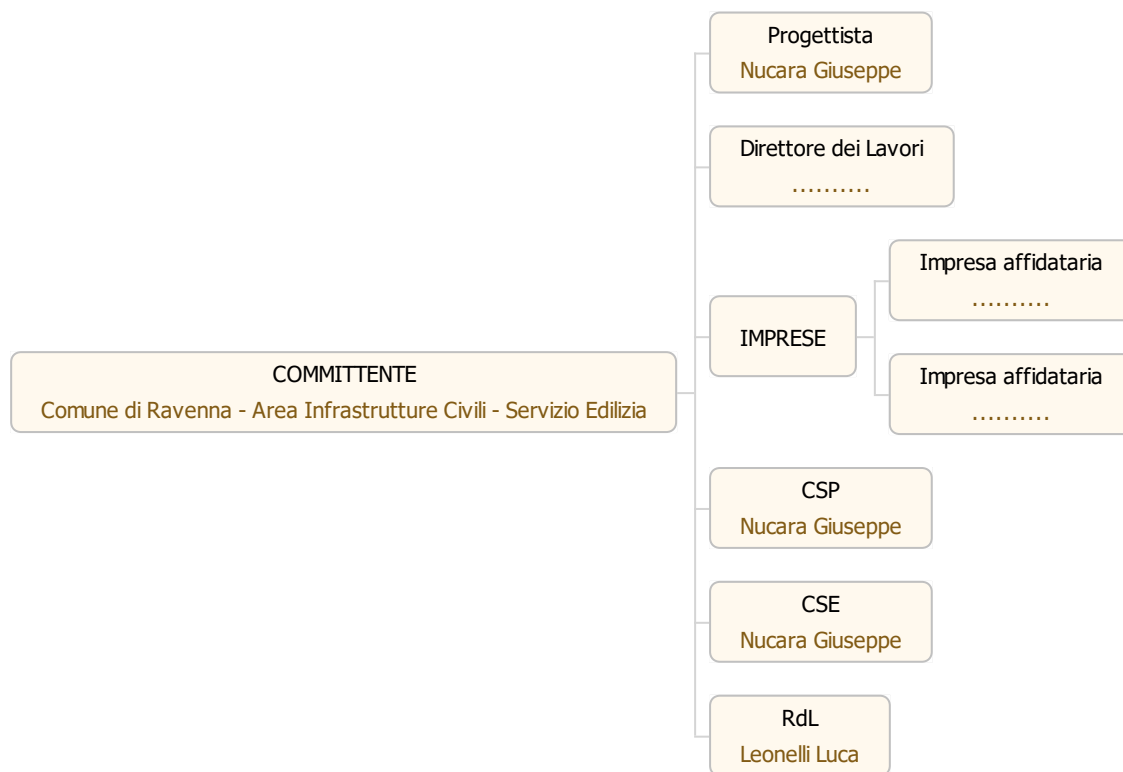 Progettista
Nucara Giuseppe
Direttore dei Lavori
..........
Impresa affidataria
..........
IMPRESE
Impresa affidataria
..........
COMMITTENTE
Comune di Ravenna - Area Infrastrutture Civili - Servizio Edilizia
CSP
Nucara Giuseppe
CSE
Nucara Giuseppe
RdL
Leonelli Luca